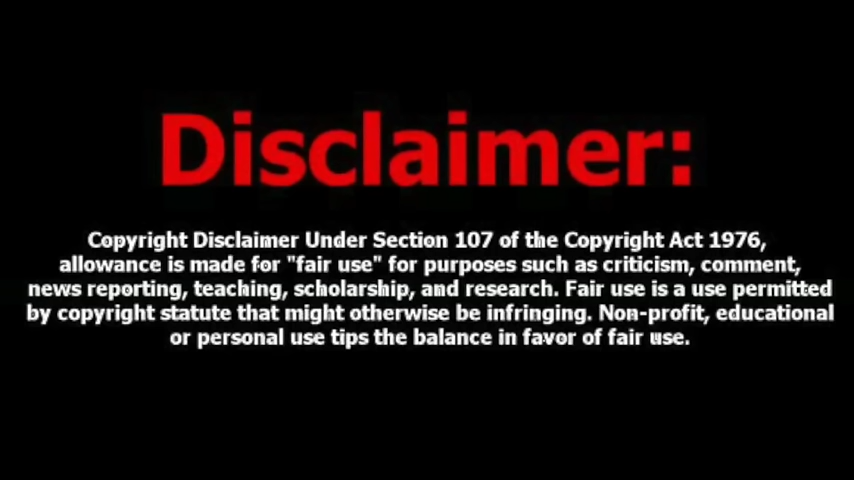 Disclaimer:
Copyright Disclaimer Under Section 107 of the Copyright Act 1976,
allowance is made for "fair use" for purposes such as criticism, comment,
news reporting, teaching, scholarship, and research. Fair use is a use permitted
by copyright statute that might otherwise be infringing. Non-profit, educational
or personal use tips the balance in favor of fair use.